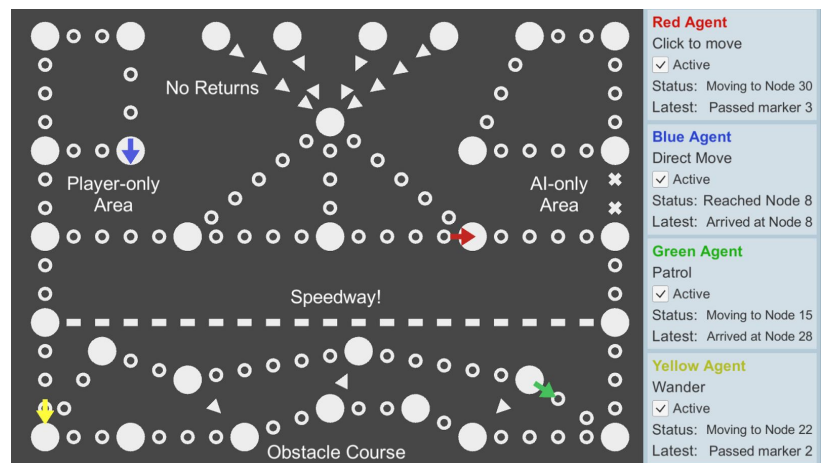 No Returns
Player-only
Area
AI-only
Area
Speedway!
Obstacle Course
Red Agent
Click to move
Active
Status: Moving to Node 30
Latest: Passed marker 3
Blue Agent
Direct Move
Active
Status: Reached Node 8
Latest: Arrived at Node 8
Green Agent
Patrol
Active
Status: Moving to Node 15
Latest: Arrived at Node 28
Yellow Agent
Wander
Active
Status: Moving to Node 22
Latest: Passed marker 2